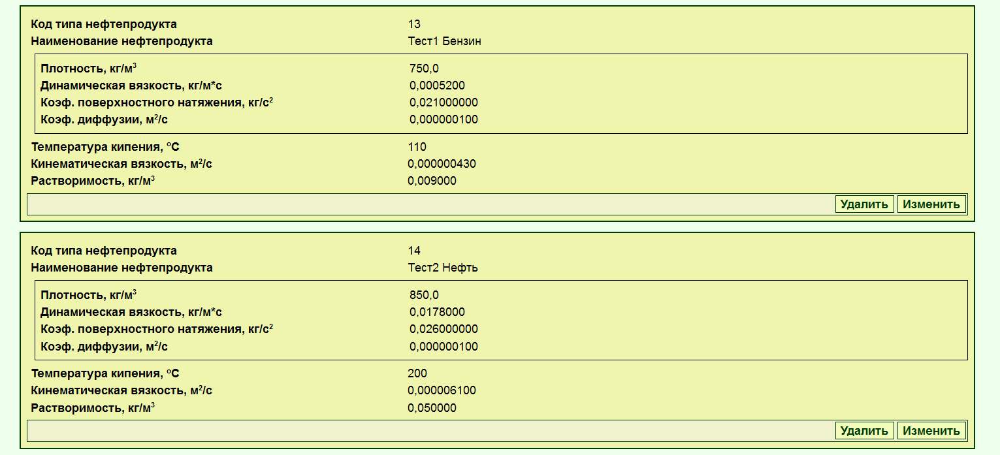 Код типа нефтепродукта 13
Наименование нефтепродукта Тест1 Бензин
Плотность, кг/м³ 750,0
Динамическая вязкость, кг/м*с 0,0005200
Коэф. поверхностного натяжения, кг/с² 0,021000000
Коэф. диффузии, м²/с 0,000000100
Температура кипения, °С 110
Кинематическая вязкость, м²/с 0,000000430
Растворимость, кг/м³ 0,009000
Удалить Изменить
Код типа нефтепродукта 14
Наименование нефтепродукта Тест2 Нефть
Плотность, кг/м³ 850,0
Динамическая вязкость, кг/м*с 0,0178000
Коэф. поверхностного натяжения, кг/с² 0,026000000
Коэф. диффузии, м²/с 0,000000100
Температура кипения, °С 200
Кинематическая вязкость, м²/с 0,000006100
Растворимость, кг/м³ 0,050000
Удалить Изменить